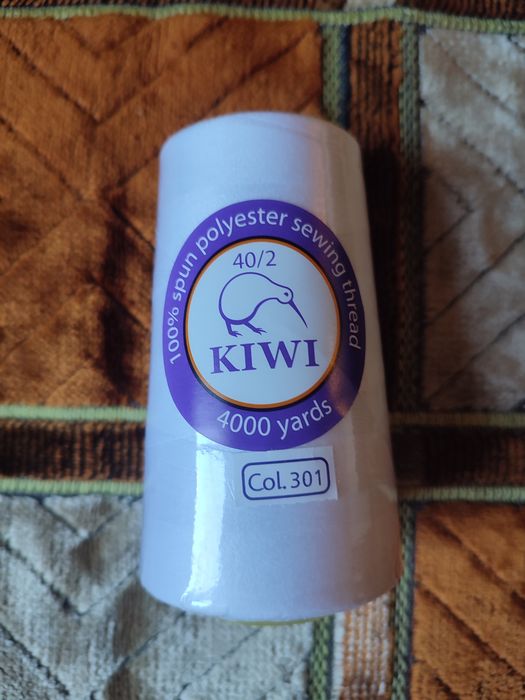 100% spun polyester sewing thread
40/2
KIWI
4000 yards
Col.301